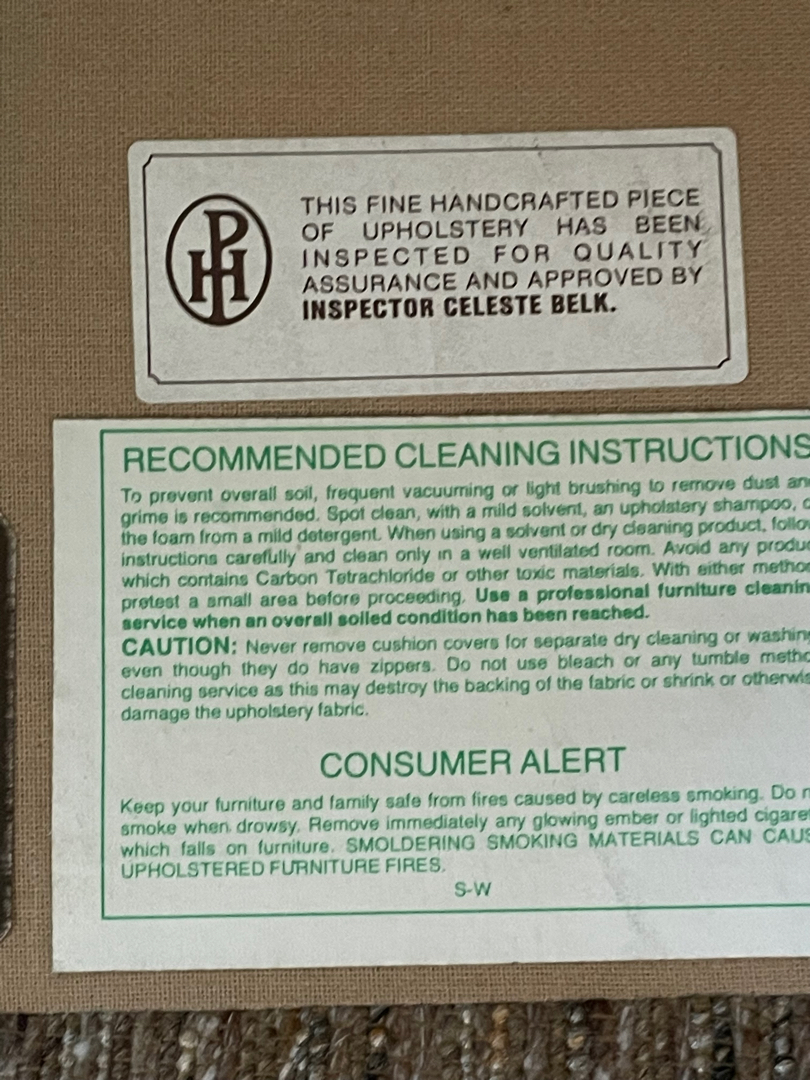 PH
THIS FINE HANDCRAFTED PIECE
OF UPHOLSTERY HAS BEEN
INSPECTED FOR QUALITY
ASSURANCE AND APPROVED BY
INSPECTOR CELESTE BELK.
RECOMMENDED CLEANING INSTRUCTIONS
To prevent overall soil, frequent vacuuming or light brushing to remove dust an
grime is recommended. Spot clean, with a mild solvent, an upholstery shampoo, o
the foam from a mild detergent. When using a solvent or dry cleaning product, follow
instructions carefully and clean only in a well ventilated room. Avoid any produc
which contains Carbon Tetrachloride or other toxic materials. With either method
pretest a small area before proceeding. Use a professional furniture cleanin
service when an overall soiled condition has been reached.
CAUTION: Never remove cushion covers for separate dry cleaning or washing
even though they do have zippers. Do not use bleach or any tumble metho
cleaning service as this may destroy the backing of the fabric or shrink or otherwis
damage the upholstery fabric.
CONSUMER ALERT
Keep your furniture and family safe from fires caused by careless smoking. Do n
smoke when drowsy. Remove immediately any glowing ember or lighted cigaret
which falls on furniture. SMOLDERING SMOKING MATERIALS CAN CAUS
UPHOLSTERED FURNITURE FIRES.
S-W